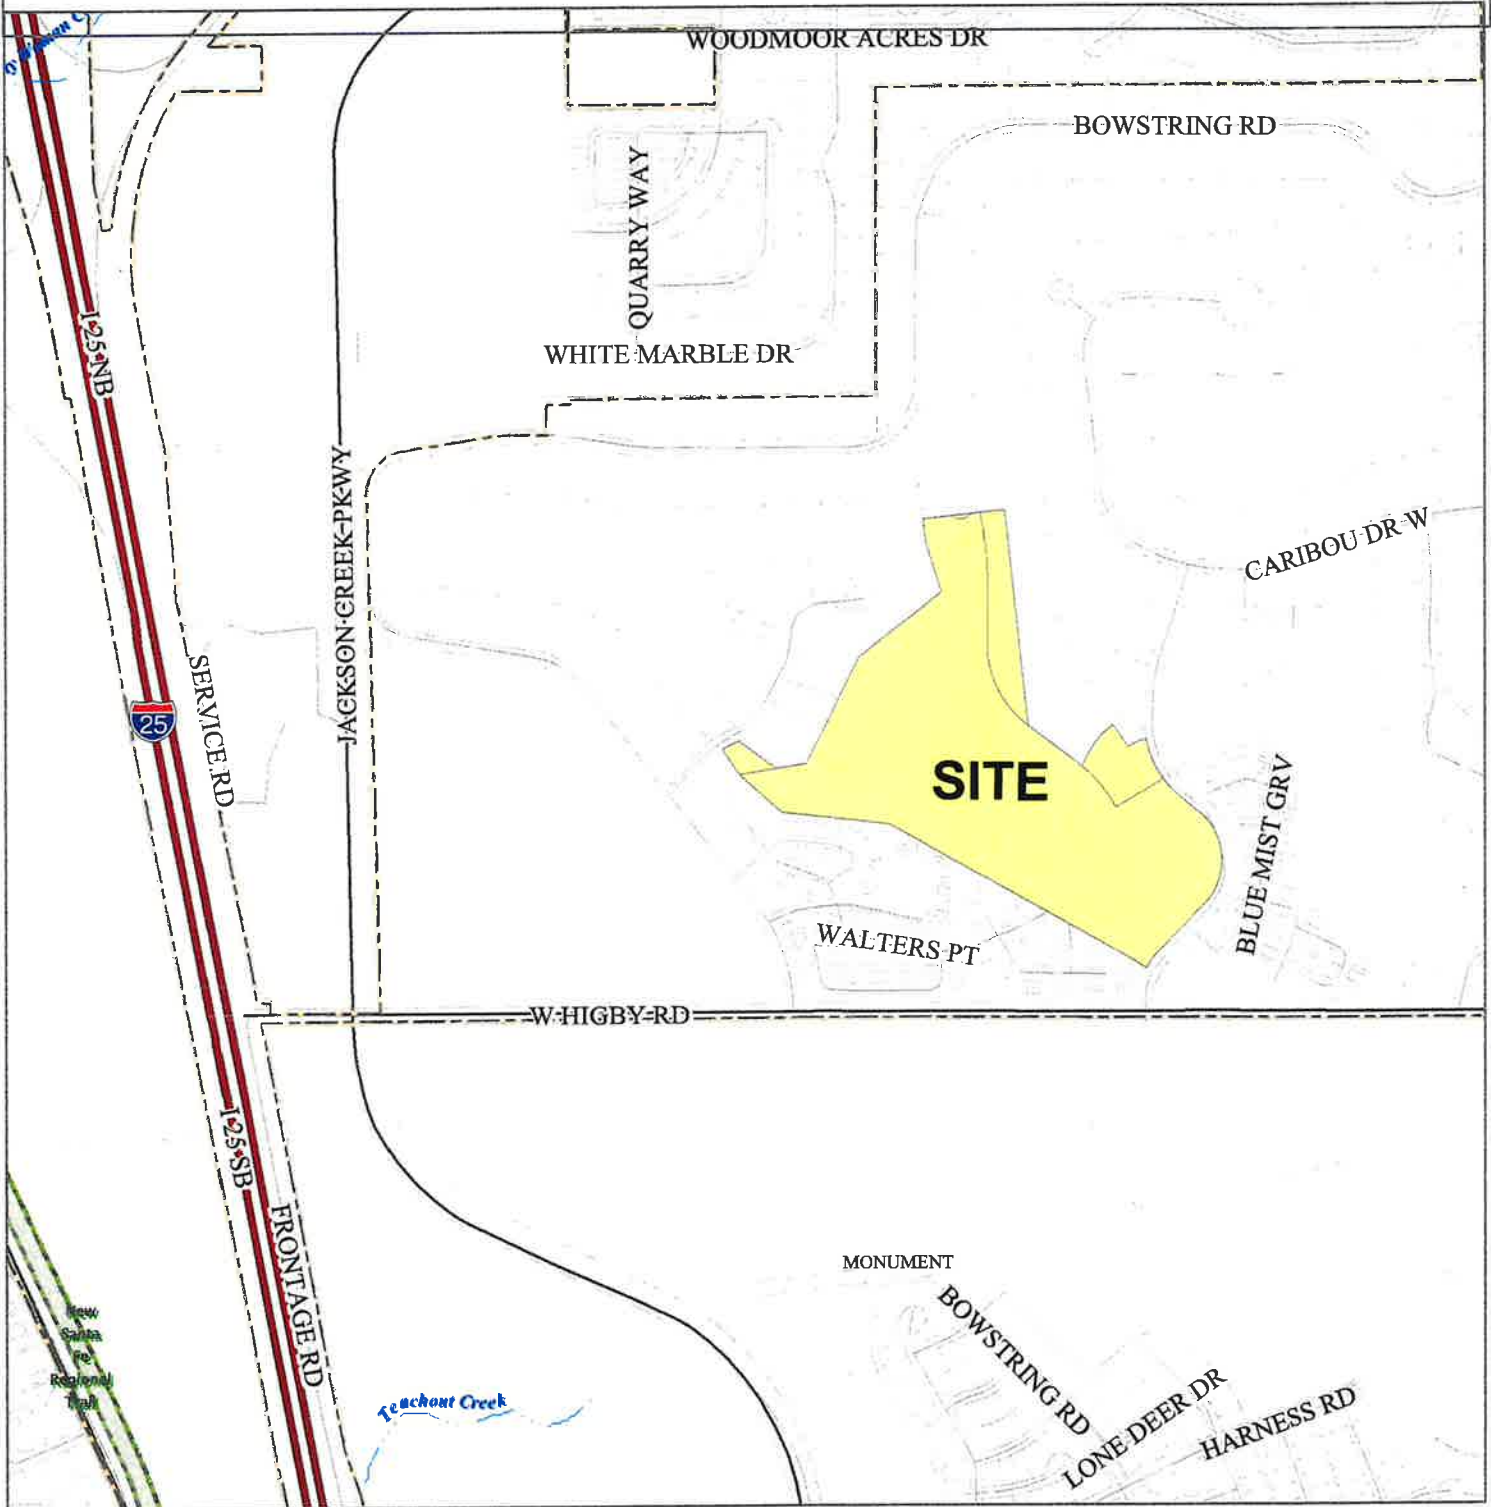 WOODMOOR ACRES DR
BOWSTRING RD
QUARRY WAY
WHITE MARBLE DR
I 25 NB
JACKSON CREEK PKWY
CARIBOU DR W
SERVICE RD
25
SITE
BLUE MIST GRV
WALTERS PT
W HIGBY RD
I 25 SB
FRONTAGE RD
MONUMENT
New
Santa
Fe
Regional
Trail
BOWSTRING RD
Teachout Creek
LONE DEER DR
HARNESS RD